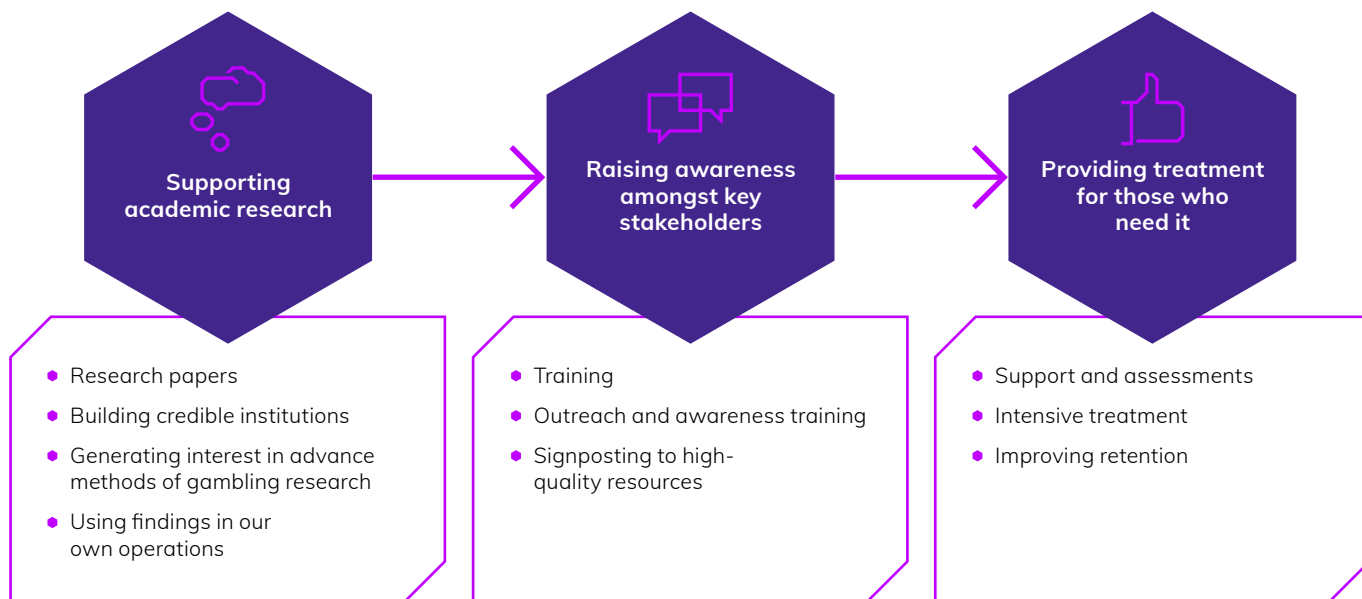 Supporting
academic research
Raising awareness
amongst key
stakeholders
Providing treatment
for those who
need it
Research papers
Building credible institutions
Generating interest in advance
methods of gambling research
Using findings in our
own operations
Training
Outreach and awareness training
Signposting to high-
quality resources
Support and assessments
Intensive treatment
Improving retention